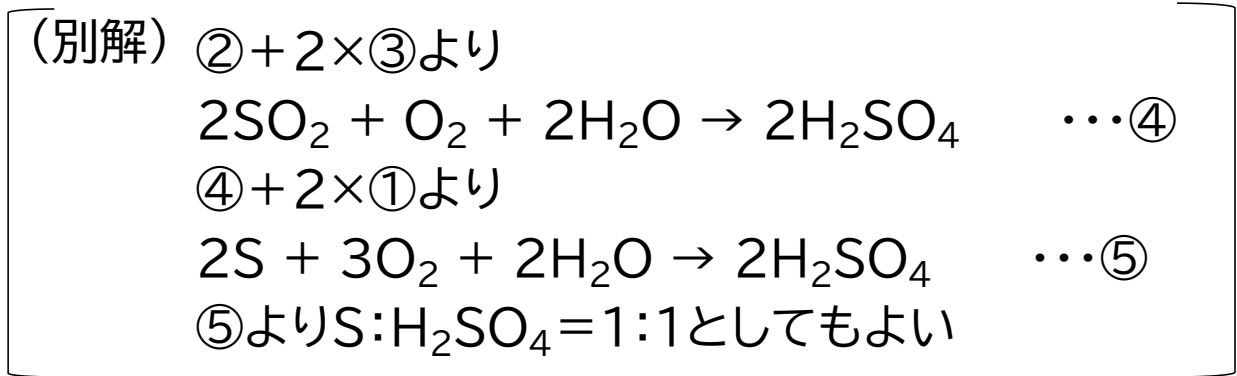 （別解）②＋2×③より
2SO₂ + O₂ + 2H₂O → 2H₂SO₄ ･･･④
④＋2×①より
2S + 3O₂ + 2H₂O → 2H₂SO₄ ･･･⑤
⑤よりS：H₂SO₄＝1：1としてもよい